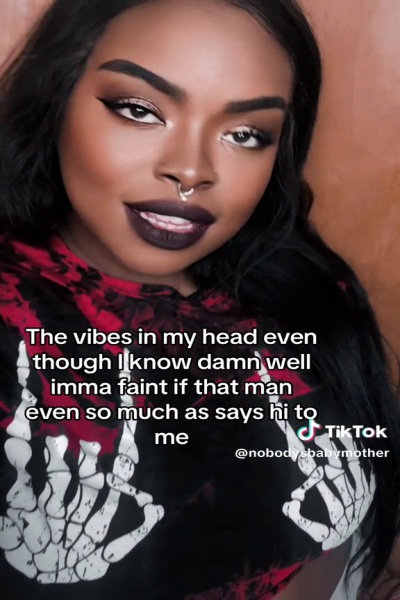 The vibes in my head even
though I know damn well
imma faint if that man
even so much as says hi to
me
TikTok
@nobodysbabymother